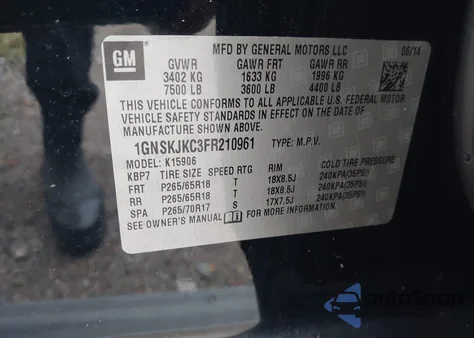 GM
MFD BY GENERAL MOTORS LLC 06/14
GVWR GAWR FRT GAWR RR
3402 KG 1633 KG 1996 KG
7500 LB 3600 LB 4400 LB
THIS VEHICLE CONFORMS TO ALL APPLICABLE U.S. FEDERAL MOTOR
VEHICLE SAFETY STANDARDS IN EFFECT ON THE DATE OF
MANUFACTURE SHOWN ABOVE.
1GNSKJKC3FR210961 TYPE: M.P.V.
MODEL: K15906
KBP7 TIRE SIZE SPEED RTG RIM COLD TIRE PRESSURE
FRT P265/65R18 T 18X8.5J 240KPA(35PSI)
RR P265/65R18 T 18X8.5J 240KPA(35PSI)
SPA P265/70R17 S 17X7.5J 240KPA(35PSI)
SEE OWNER'S MANUAL FOR MORE INFORMATION.